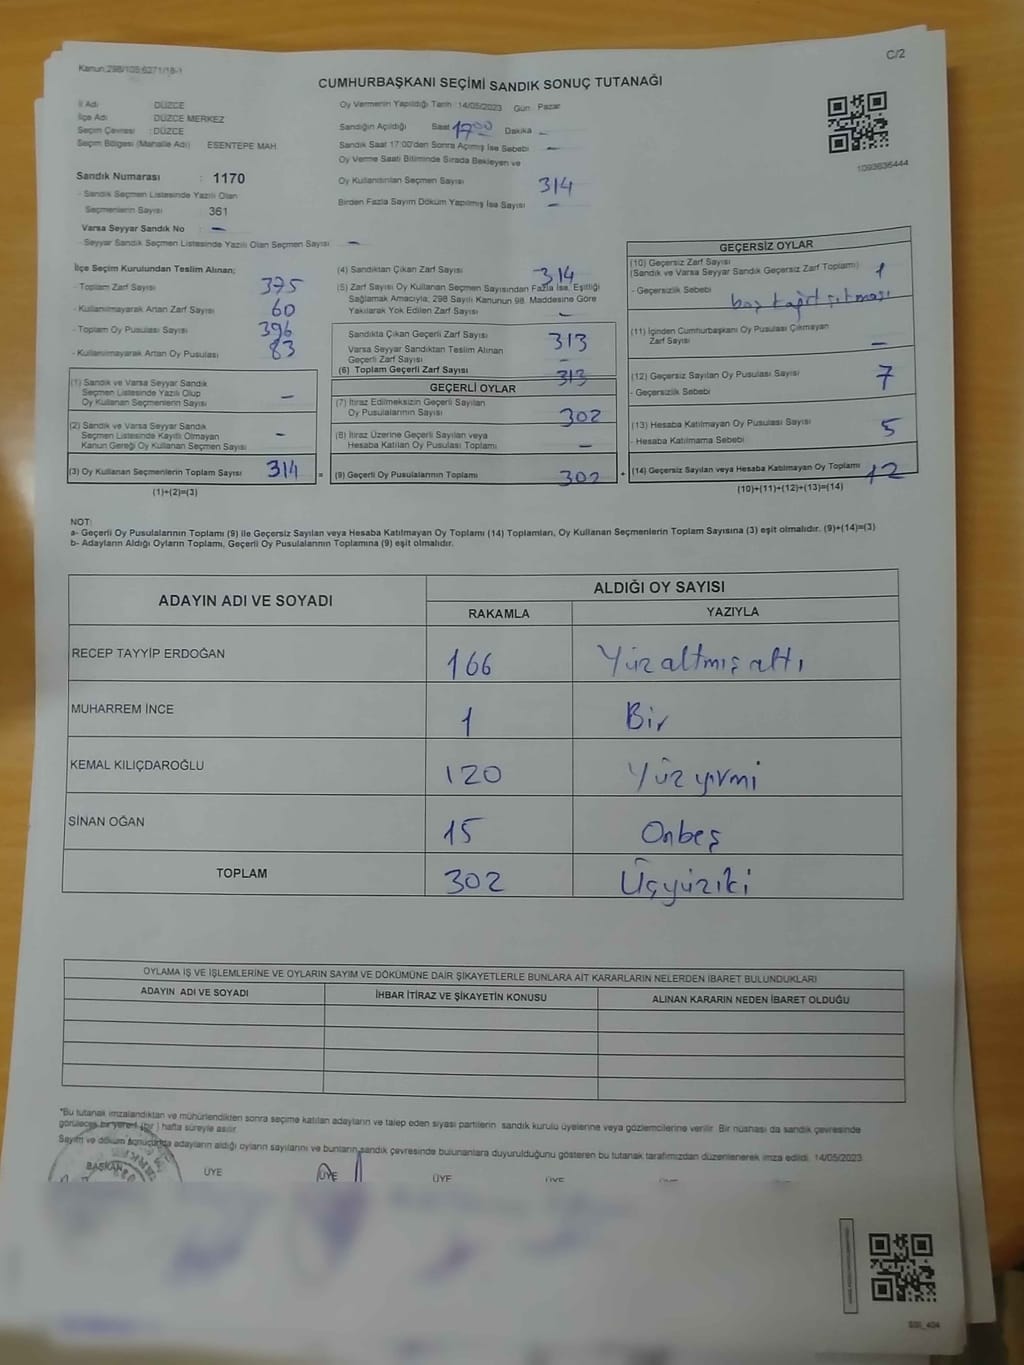 C/2
Kanun:298/105;6271/18-1
CUMHURBAŞKANI SEÇİMİ SANDIK SONUÇ TUTANAĞI
İl Adı DÜZCE
İlçe Adı DÜZCE MERKEZ
Seçim Çevresi : DÜZCE
Seçim Bölgesi (Mahalle Adı) ESENTEPE MAH.
Sandık Numarası : 1170
- Sandık Seçmen Listesinde Yazılı Olan
Seçmenlerin Sayısı : 361
Varsa Seyyar Sandık No : -
- Seyyar Sandık Seçmen Listesinde Yazılı Olan Seçmen Sayısı : -
Oy Vermenin Yapıldığı Tarih :14/05/2023 Gün : Pazar
Sandığın Açıldığı Saat 17:00 Dakika -
Sandık Saat 17:00'den Sonra Açımış İse Sebebi -
Oy Verme Saati Bitiminde Sırada Bekleyen ve
Oy Kullandırılan Seçmen Sayısı 314
Birden Fazla Sayım Döküm Yapılmış İsa Sayısı -
1093636444
İlçe Seçim Kurulundan Teslim Alınan;
- Toplam Zarf Sayısı 375
- Kullanılmayarak Artan Zarf Sayısı 60
- Toplam Oy Pusulası Sayısı 396
- Kullanılmayarak Artan Oy Pusulası 83
(1) Sandık ve Varsa Seyyar Sandık
Seçmen Listesinde Yazılı Olup
Oy Kullanan Seçmenlerin Sayısı -
(2) Sandık ve Varsa Seyyar Sandık
Seçmen Listesinde Kayıtlı Olmayan
Kanun Gereği Oy Kullanan Seçmen Sayısı -
(3) Oy Kullanan Seçmenlerin Toplam Sayısı 314 =
(1)+(2)=(3)
(4) Sandıktan Çıkan Zarf Sayısı 314
(5) Zarf Sayısı Oy Kullanan Seçmen Sayısından Fazla İse, Eşitliği
Sağlamak Amacıyla; 298 Sayılı Kanunun 98. Maddesine Göre
Yakılarak Yok Edilen Zarf Sayısı -
Sandıkta Çıkan Geçerli Zarf Sayısı 313
Varsa Seyyar Sandıktan Teslim Alınan
Geçerli Zarf Sayısı -
(6) Toplam Geçerli Zarf Sayısı 313
GEÇERLİ OYLAR
(7) İtiraz Edilmeksizin Geçerli Sayılan
Oy Pusulalarının Sayısı 302
(8) İtiraz Üzerine Geçerli Sayılan veya
Hesaba Katılan Oy Pusulası Toplamı -
(9) Geçerli Oy Pusulalarının Toplamı 302 +
GEÇERSİZ OYLAR
(10) Geçersiz Zarf Sayısı
(Sandık ve Varsa Seyyar Sandık Geçersiz Zarf Toplamı) 1
- Geçersizlik Sebebi boş kağıt çıkması
(11) İçinden Cumhurbaşkanı Oy Pusulası Çıkmayan
Zarf Sayısı -
(12) Geçersiz Sayılan Oy Pusulası Sayısı 7
- Geçersizlik Sebebi
(13) Hesaba Katılmayan Oy Pusulası Sayısı 5
- Hesaba Katılmama Sebebi
(14) Geçersiz Sayılan veya Hesaba Katılmayan Oy Toplamı 12
(10)+(11)+(12)+(13)=(14)
NOT:
a- Geçerli Oy Pusulalarının Toplamı (9) ile Geçersiz Sayılan veya Hesaba Katılmayan Oy Toplamı (14) Toplamları, Oy Kullanan Seçmenlerin Toplam Sayısına (3) eşit olmalıdır. (9)+(14)=(3)
b- Adayların Aldığı Oyların Toplamı, Geçerli Oy Pusulalarının Toplamına (9) eşit olmalıdır.
ADAYIN ADI VE SOYADI
ALDIĞI OY SAYISI
RAKAMLA YAZIYLA
RECEP TAYYİP ERDOĞAN 166 Yüzaltmışaltı
MUHARREM İNCE 1 Bir
KEMAL KILIÇDAROĞLU 120 Yüzyirmi
SİNAN OĞAN 15 Onbeş
TOPLAM 302 Üçyüziki
OYLAMA İŞ VE İŞLEMLERİNE VE OYLARIN SAYIM VE DÖKÜMÜNE DAİR ŞİKAYETLERLE BUNLARA AİT KARARLARIN NELERDEN İBARET BULUNDUKLARI
ADAYIN ADI VE SOYADI İHBAR İTİRAZ VE ŞİKAYETİN KONUSU ALINAN KARARIN NEDEN İBARET OLDUĞU
*Bu tutanak imzalandıktan ve mühürlendikten sonra seçime katılan adayların ve talep eden siyasi partilerin sandık kurulu üyelerine veya gözlemcilerine verilir. Bir nüshası da sandık çevresinde
görülecek bir yere 1 (bir ) hafta süreyle asılır.
Sayım ve döküm sonucunda adayların aldığı oyların sayılarını ve bunların sandık çevresinde bulunanlara duyurulduğunu gösteren bu tutanak tarafımızdan düzenlenerek imza edildi. 14/05/2023
BAŞKAN ÜYE ÜYE ÜYE ÜYE